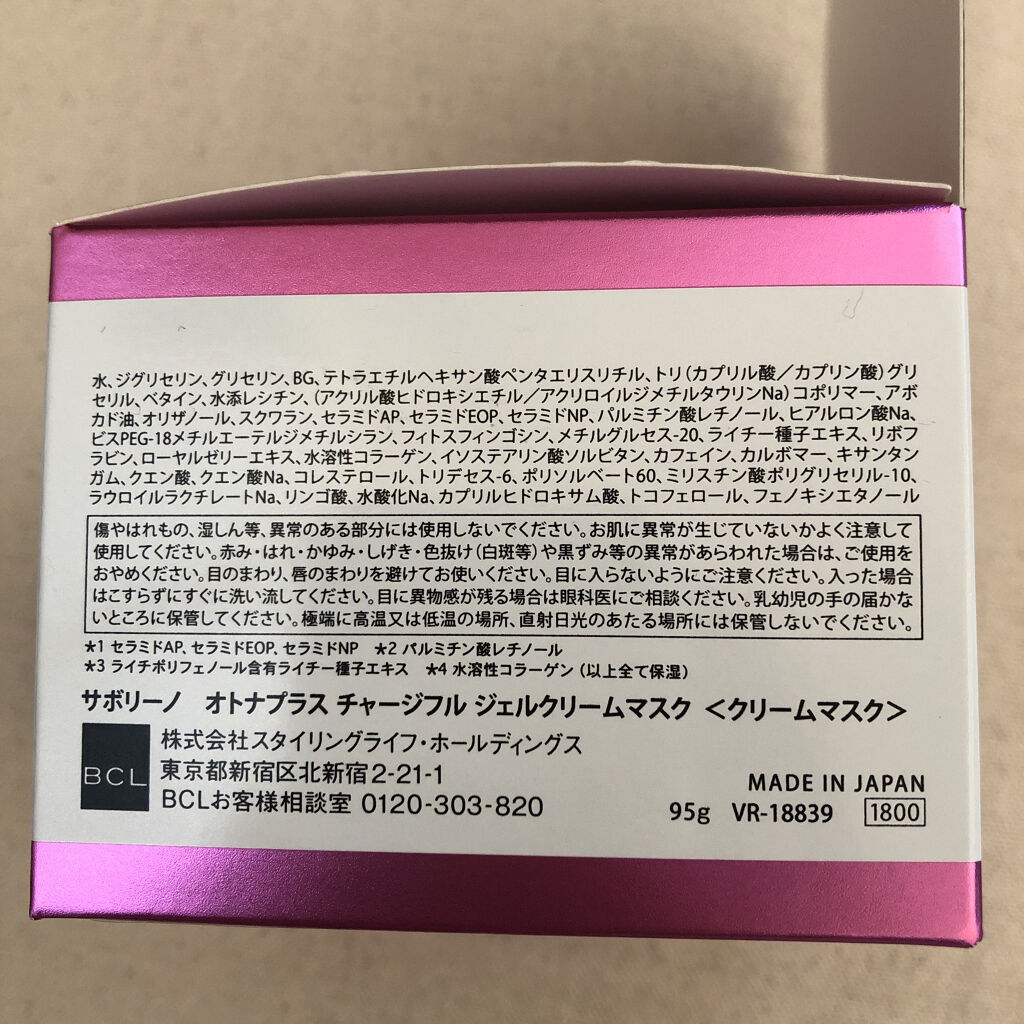 水、ジグリセリン、グリセリン、BG、テトラエチルヘキサン酸ペンタエリスリチル、トリ(カプリル酸/カプリン酸)グリ
セリル、ベタイン、水添レシチン、(アクリル酸ヒドロキシエチル/アクリロイルジメチルタウリンNa)コポリマー、アボ
カド油、オリザノール、スクワラン、セラミドAP、セラミドEOP、セラミドNP、パルミチン酸レチノール、ヒアルロン酸Na、
ビスPEG-18メチルエーテルジメチルシラン、フィトスフィンゴシン、メチルグルセス-20、ライチー種子エキス、リボフ
ラビン、ローヤルゼリーエキス、水溶性コラーゲン、イソステアリン酸ソルビタン、カフェイン、カルボマー、キサンタン
ガム、クエン酸、クエン酸Na、コレステロール、トリデセス-6、ポリソルベート60、ミリスチン酸ポリグリセリル-10、
ラウロイルラクチレートNa、リンゴ酸、水酸化Na、カプリルヒドロキサム酸、トコフェロール、フェノキシエタノール
傷やはれもの、湿しん等、異常のある部分には使用しないでください。お肌に異常が生じていないかよく注意して
使用してください。赤み・はれ・かゆみ・しげき・色抜け(白斑等)や黒ずみ等の異常があらわれた場合は、ご使用を
おやめください。目のまわり、唇のまわりを避けてお使いください。目に入らないようにご注意ください。入った場合
はこすらずにすぐに洗い流してください。目に異物感が残る場合は眼科医にご相談ください。乳幼児の手の届かな
いところに保管してください。極端に高温又は低温の場所、直射日光のあたる場所には保管しないでください。
*1 セラミドAP、セラミドEOP、セラミドNP *2 パルミチン酸レチノール
*3 ライチポリフェノール含有ライチー種子エキス *4 水溶性コラーゲン(以上全て保湿)
サボリーノ オトナプラス チャージフル ジェルクリームマスク <クリームマスク>
BCL
株式会社スタイリングライフ・ホールディングス
東京都新宿区北新宿2-21-1
BCLお客様相談室 0120-303-820
MADE IN JAPAN
95g VR-18839 1800